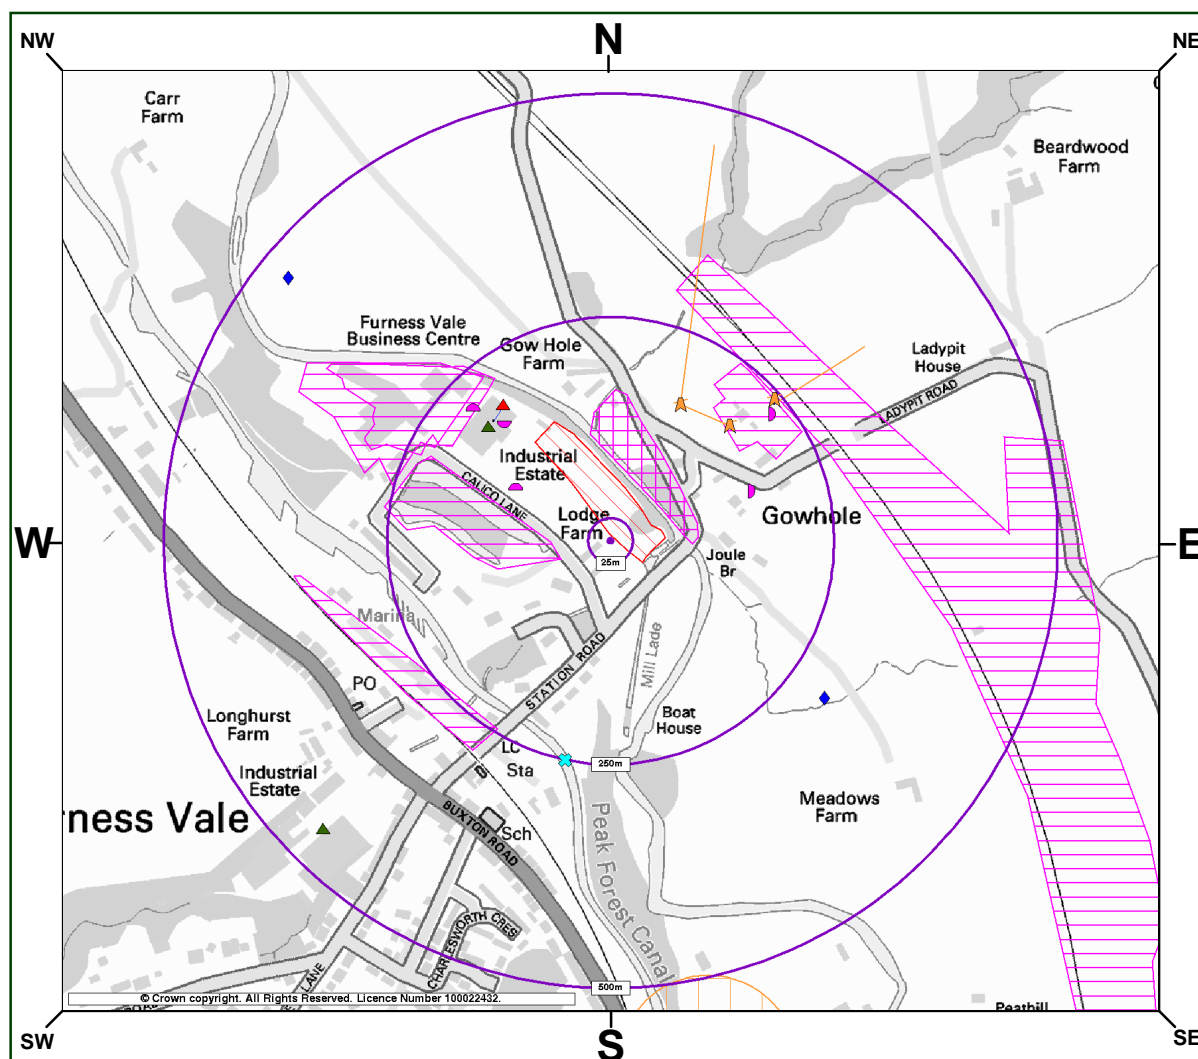 NW
N
NE
Carr
Farm
Beardwood
Farm
Furness Vale
Business Centre
Gow Hole
Farm
Ladypit
House
LADYPIT ROAD
Industrial
Estate
CALICO LANE
Lodge
Farm
Gowhole
W
E
25m
Joule
Br
Marina
STATION ROAD
Mill Lade
PO
Longhurst
Farm
Boat
House
LC
Sta
250m
Industrial
Estate
Meadows
Farm
rness Vale
BUXTON ROAD
Sch
Peak Forest Canal
CHARLESWORTH CRES
LANE
500m
© Crown copyright. All Rights Reserved. Licence Number 100022432.
SW
S
SE